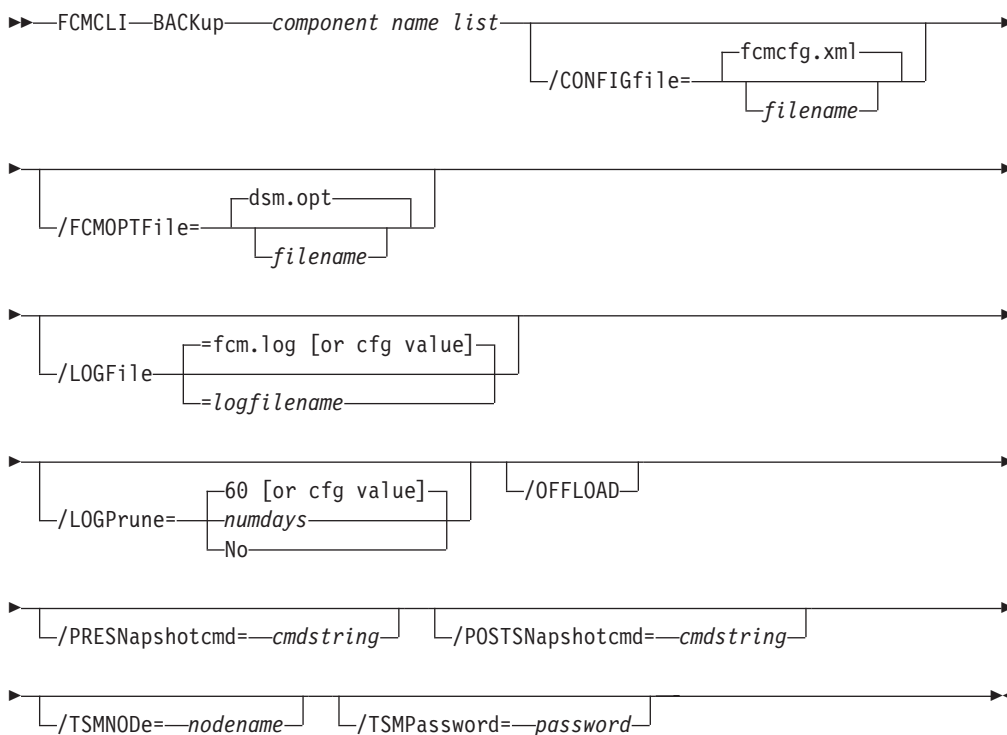 FCMCLI BACKup component name list
fcmcfg.xml
/CONFIGfile=
filename
dsm.opt
/FCMOPTFile=
filename
=fcm.log [or cfg value]
/LOGFile
=logfilename
60 [or cfg value]
/OFFLOAD
/LOGPrune= numdays
No
/PRESNapshotcmd= cmdstring /POSTSNapshotcmd= cmdstring
/TSMNODe= nodename /TSMPassword= password